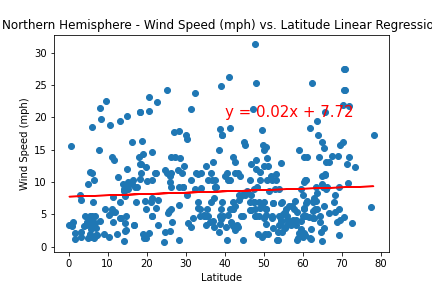 Northern Hemisphere - Wind Speed (mph) vs. Latitude Linear Regressio
30
25
20
15
10
5
0
Wind Speed (mph)
y = 0.02x + 7.72
0 10 20 30 40 50 60 70 80
Latitude